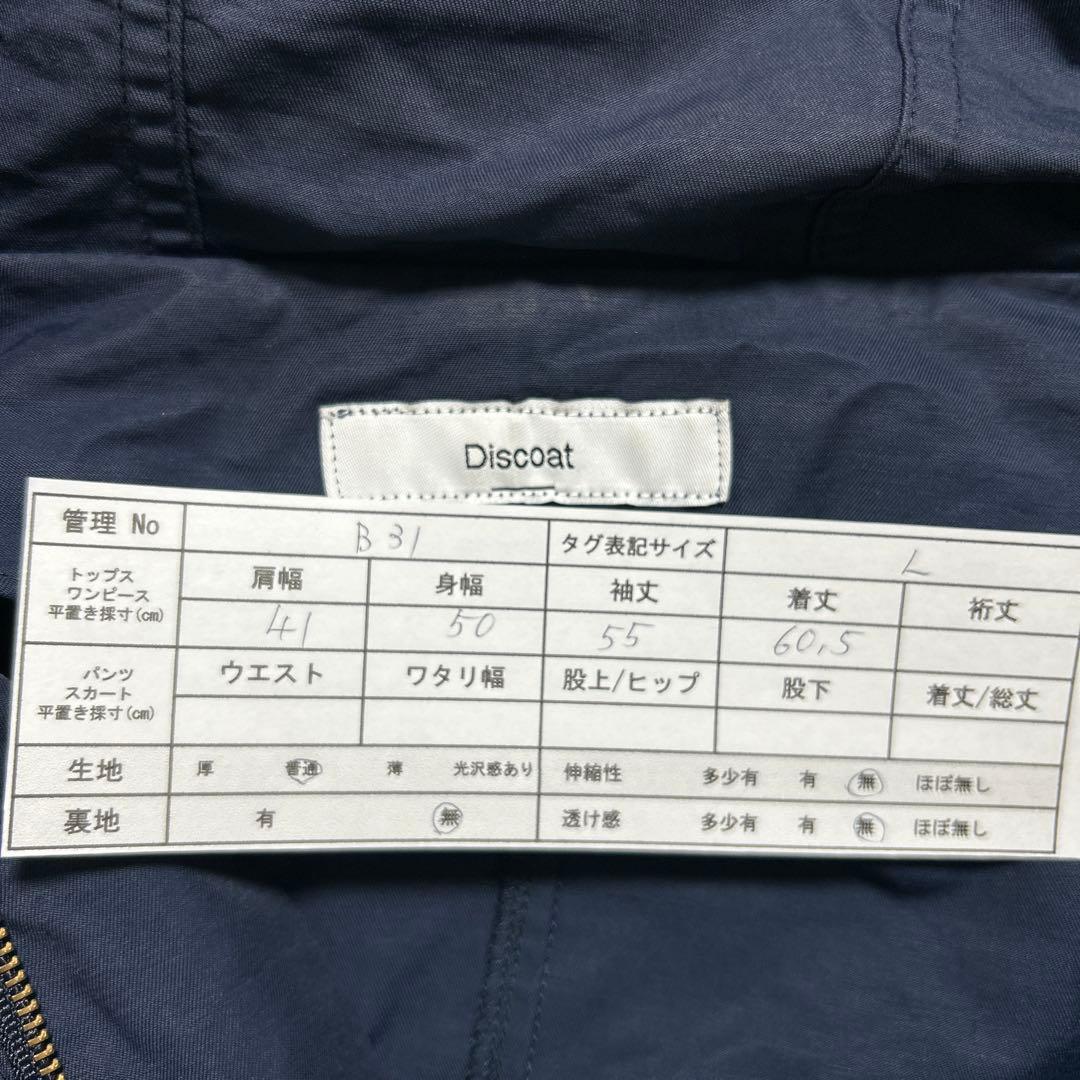 Discoat
管理 No B31 タグ表記サイズ L
トップス
ワンピース
平置き採寸(cm)
肩幅 身幅 袖丈 着丈 裄丈
41 50 55 60.5
パンツ
スカート
平置き採寸(cm)
ウエスト ワタリ幅 股上/ヒップ 股下 着丈/総丈
生地 厚 普通 薄 光沢感あり 伸縮性 多少有 有 無 ほぼ無し
裏地 有 無 透け感 多少有 有 無 ほぼ無し